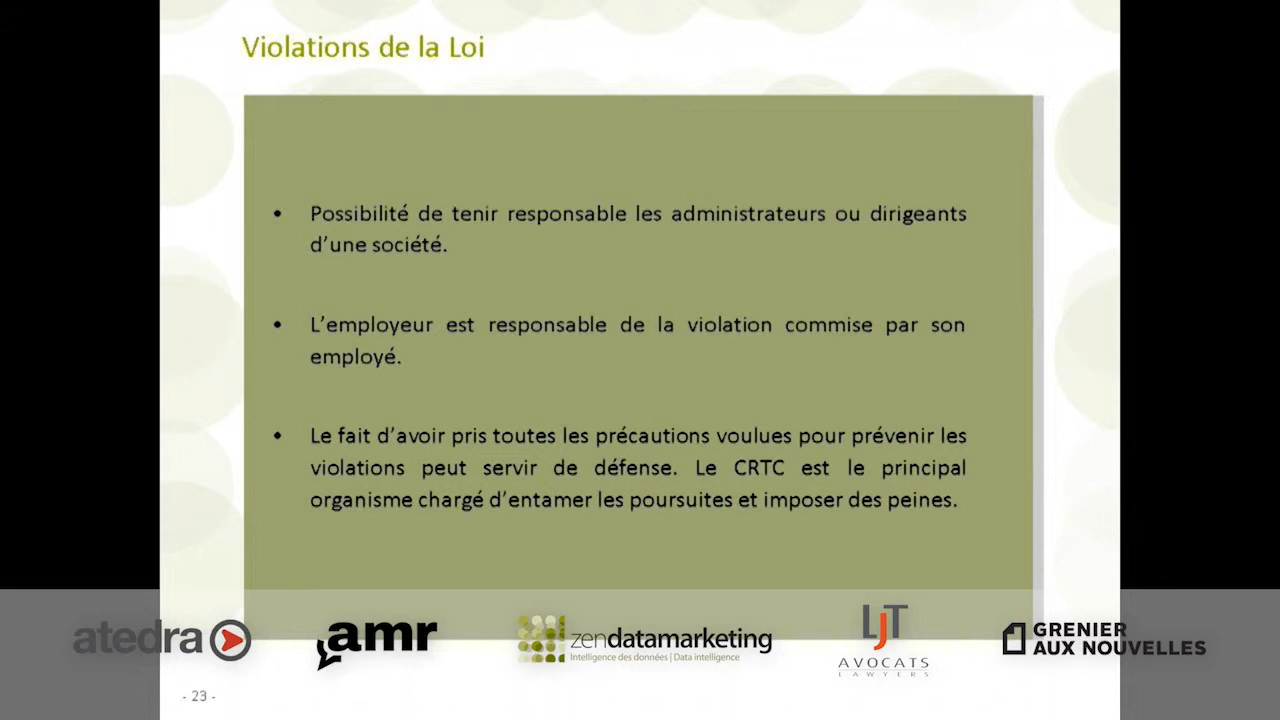 Violations de la Loi
• Possibilité de tenir responsable les administrateurs ou dirigeants
d’une société.
• L’employeur est responsable de la violation commise par son
employé.
• Le fait d’avoir pris toutes les précautions voulues pour prévenir les
violations peut servir de défense. Le CRTC est le principal
organisme chargé d’entamer les poursuites et imposer des peines.
atedra
amr
zendatamarketing
Intelligence des données | Data intelligence
LJT
AVOCATS
LAWYERS
GRENIER
AUX NOUVELLES
- 23 -